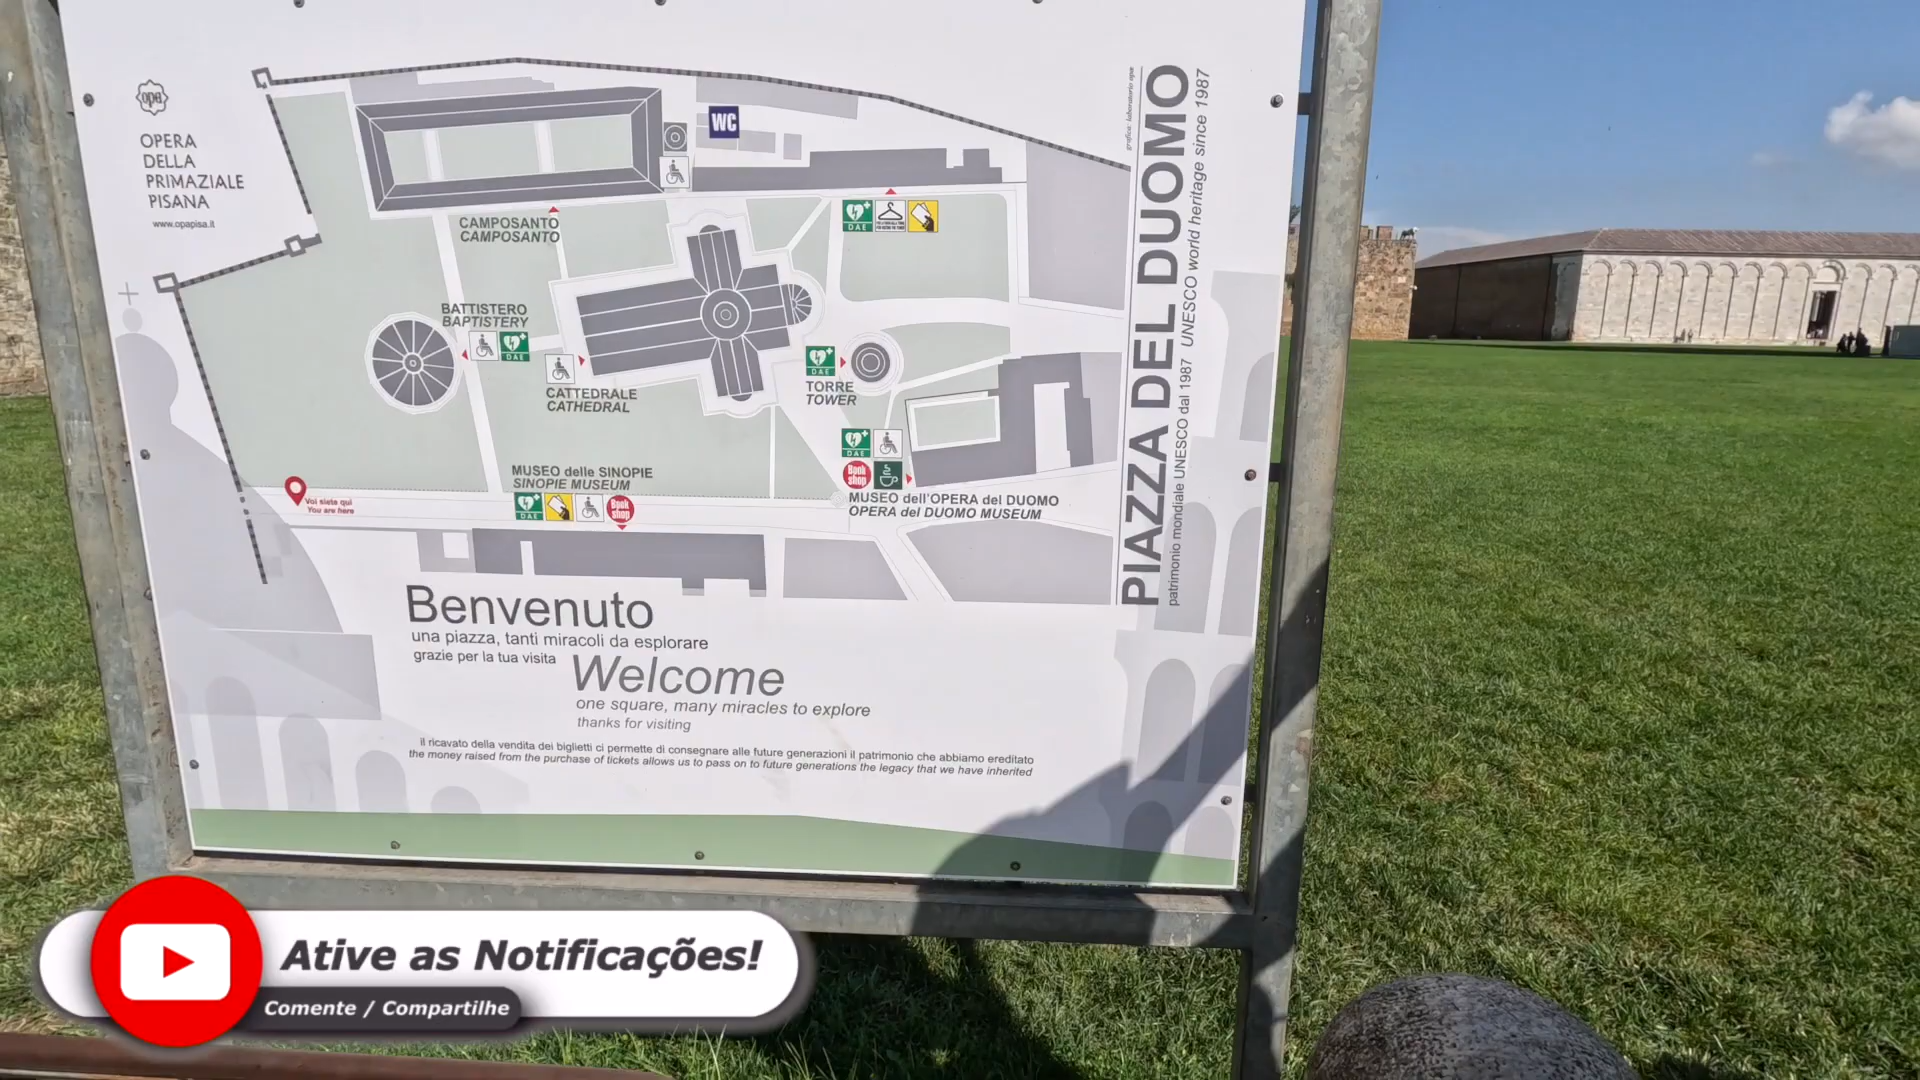 opa
OPERA
DELLA
PRIMAZIALE
PISANA
www.opapisa.it
WC
CAMPOSANTO
CAMPOSANTO
DAE
BATTISTERO
BAPTISTERY
DAE
CATTEDRALE
CATHEDRAL
DAE
TORRE
TOWER
DAE
Book
shop
MUSEO dell'OPERA del DUOMO
OPERA del DUOMO MUSEUM
MUSEO delle SINOPIE
SINOPIE MUSEUM
DAE
Book
shop
Voi siete qui
You are here
PIAZZA DEL DUOMO
patrimonio mondiale UNESCO dal 1987 UNESCO world heritage since 1987
grafica: laboratorio opa
Benvenuto
una piazza, tanti miracoli da esplorare
grazie per la tua visita
Welcome
one square, many miracles to explore
thanks for visiting
il ricavato della vendita dei biglietti ci permette di consegnare alle future generazioni il patrimonio che abbiamo ereditato
the money raised from the purchase of tickets allows us to pass on to future generations the legacy that we have inherited
Ative as Notificações!
Comente / Compartilhe